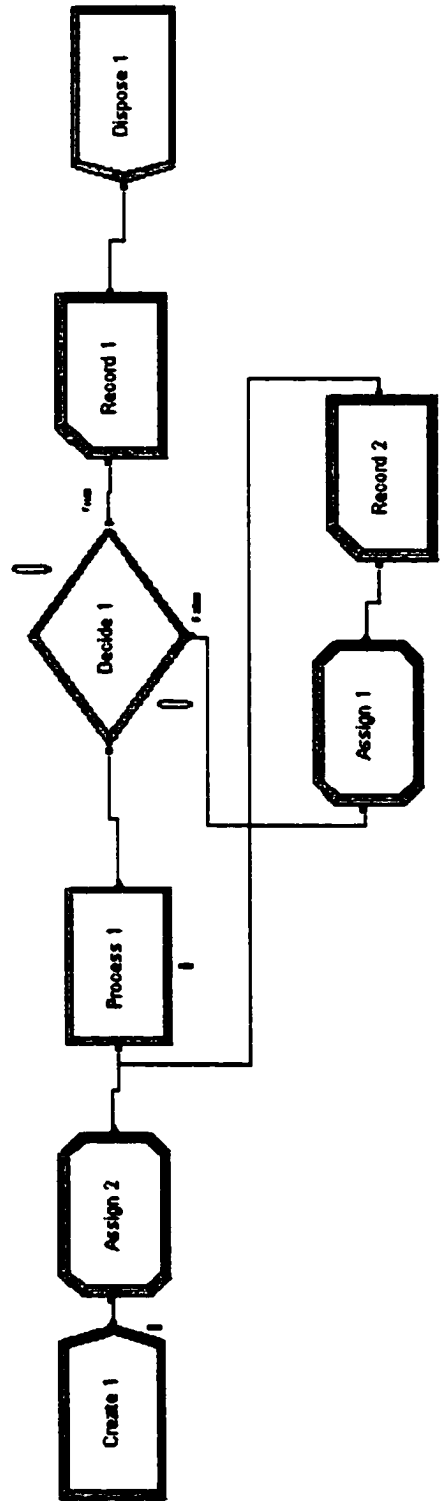 Create 1
Assign 2
Process 1
Decide 1
Record 1
Dispose 1
Assign 1
Record 2